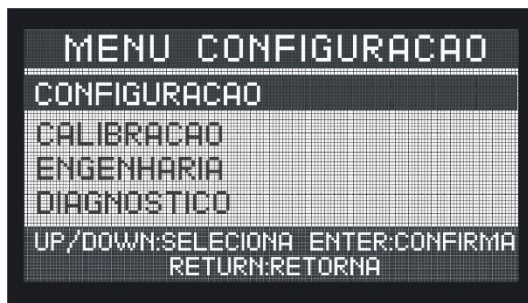 MENU CONFIGURACAO
CONFIGURACAO
CALIBRACAO
ENGENHARIA
DIAGNOSTICO
UP/DOWN:SELECIONA ENTER:CONFIRMA
RETURN:RETORNA